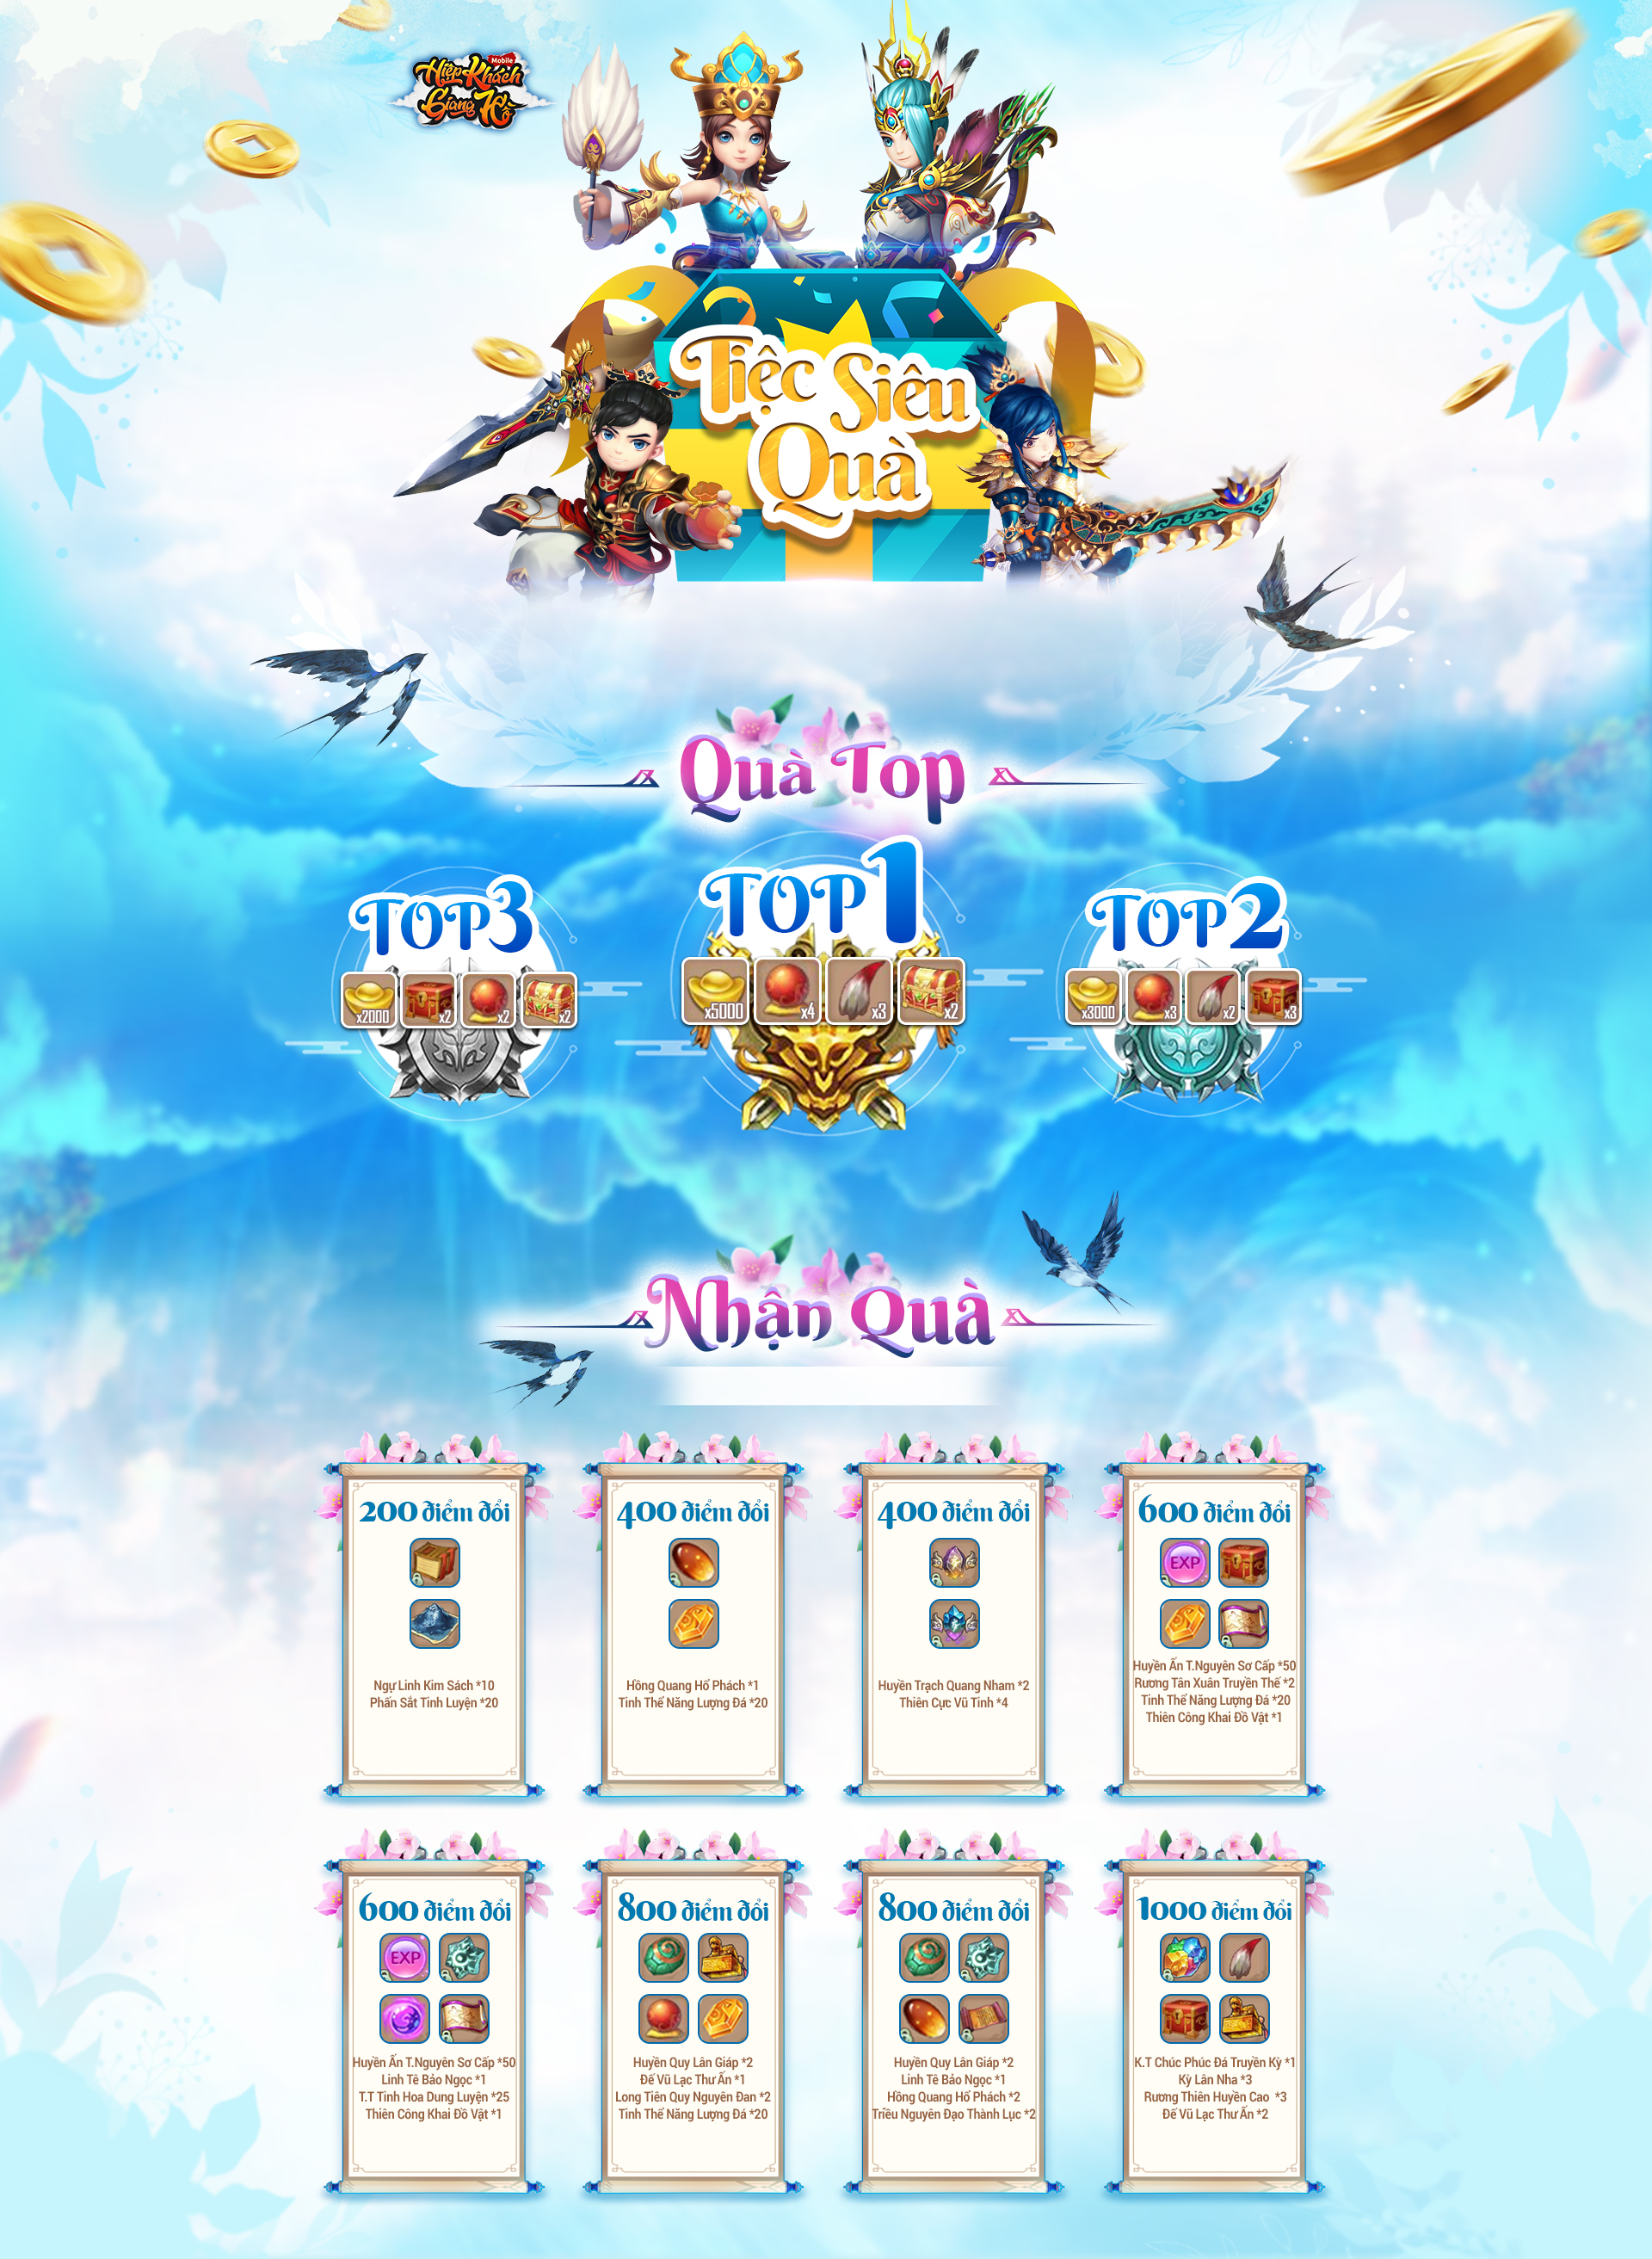 Hiệp Khách
Mobile
Giang Hồ
Tiệc Siêu
Quà
Quà Top
TOP3
x2000
x2
x2
x2
TOP1
x5000
x4
x3
x2
TOP2
x3000
x3
x2
x3
Nhận Quà
200 điểm đổi
Ngự Linh Kim Sách *10
Phấn Sắt Tinh Luyện *20
400 điểm đổi
Hồng Quang Hổ Phách *1
Tinh Thể Năng Lượng Đá *20
400 điểm đổi
Huyền Trạch Quang Nham *2
Thiên Cực Vũ Tinh *4
600 điểm đổi
EXP
Huyền Ấn T.Nguyên Sơ Cấp *50
Rương Tân Xuân Truyền Thế *2
Tinh Thể Năng Lượng Đá *20
Thiên Công Khai Đồ Vật *1
600 điểm đổi
EXP
Huyền Ấn T.Nguyên Sơ Cấp *50
Linh Tê Bảo Ngọc *1
T.T Tinh Hoa Dung Luyện *25
Thiên Công Khai Đồ Vật *1
800 điểm đổi
Huyền Quy Lân Giáp *2
Đế Vũ Lạc Thư Ấn *1
Long Tiên Quy Nguyên Đan *2
Tinh Thể Năng Lượng Đá *20
800 điểm đổi
Huyền Quy Lân Giáp *2
Linh Tê Bảo Ngọc *1
Hồng Quang Hổ Phách *2
Triều Nguyên Đạo Thành Lục *2
1000 điểm đổi
K.T Chúc Phúc Đá Truyền Kỳ *1
Kỳ Lân Nha *3
Rương Thiên Huyền Cao *3
Đế Vũ Lạc Thư Ấn *2